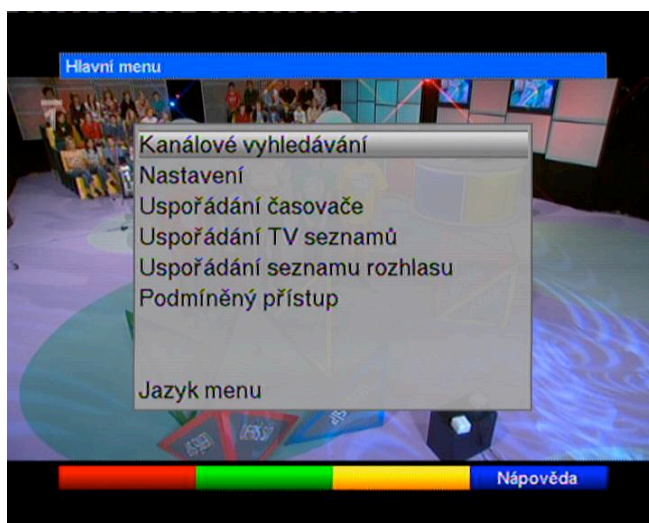 Hlavní menu
Kanálové vyhledávání
Nastavení
Uspořádání časovače
Uspořádání TV seznamů
Uspořádání seznamu rozhlasu
Podmíněný přístup
Jazyk menu
Nápověda